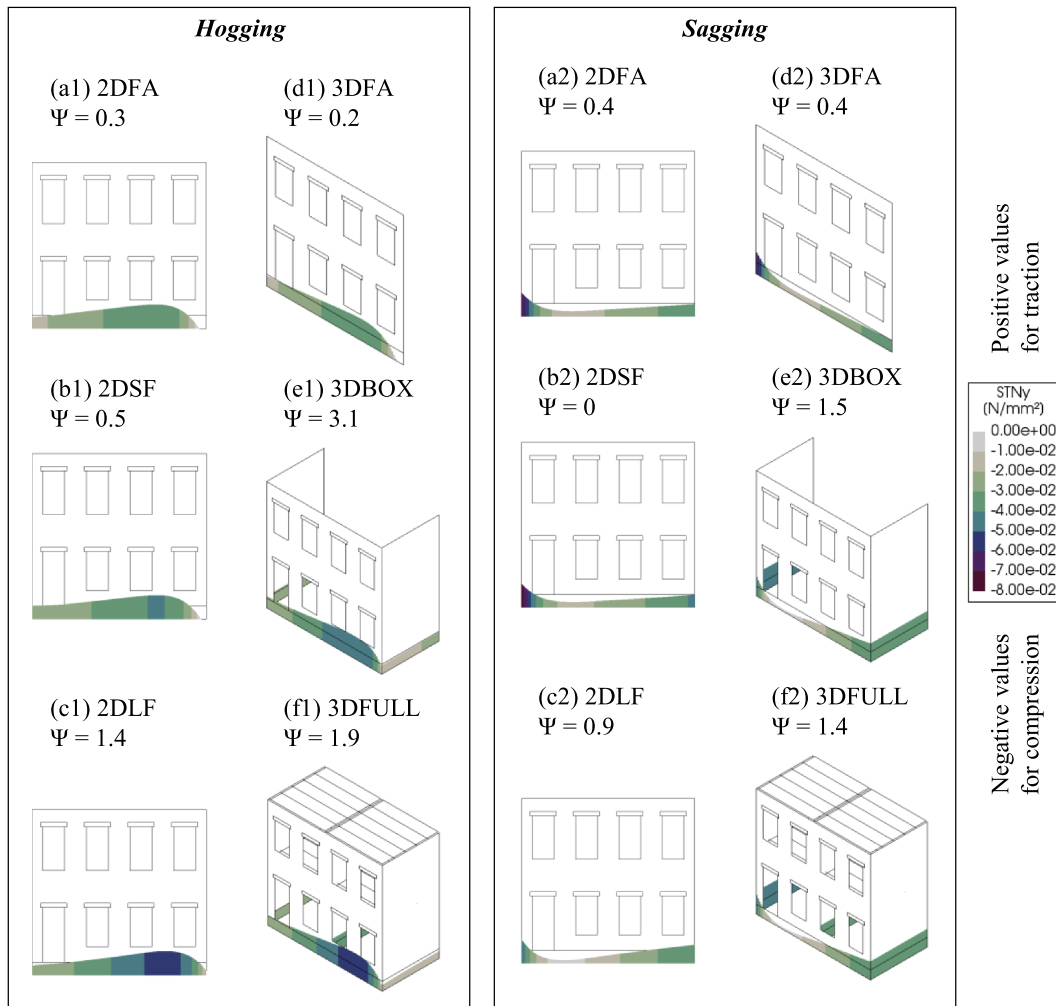 Hogging
(a1) 2DFA
Ψ = 0.3
(d1) 3DFA
Ψ = 0.2
(b1) 2DSF
Ψ = 0.5
(e1) 3DBOX
Ψ = 3.1
(c1) 2DLF
Ψ = 1.4
(f1) 3DFULL
Ψ = 1.9
Sagging
(a2) 2DFA
Ψ = 0.4
(d2) 3DFA
Ψ = 0.4
(b2) 2DSF
Ψ = 0
(e2) 3DBOX
Ψ = 1.5
(c2) 2DLF
Ψ = 0.9
(f2) 3DFULL
Ψ = 1.4
Positive values
for traction
STNy
(N/mm²)
0.00e+00
-1.00e-02
-2.00e-02
-3.00e-02
-4.00e-02
-5.00e-02
-6.00e-02
-7.00e-02
-8.00e-02
Negative values
for compression